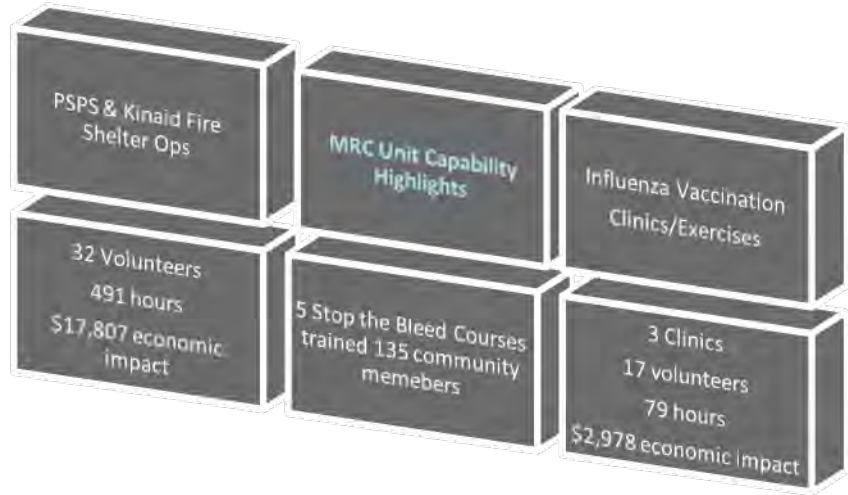 PSPS & Kinaid Fire
Shelter Ops
MRC Unit Capability
Highlights
Influenza Vaccination
Clinics/Exercises
32 Volunteers
491 hours
$17,807 economic
impact
5 Stop the Bleed Courses
trained 135 community
memebers
3 Clinics
17 volunteers
79 hours
$2,978 economic impact